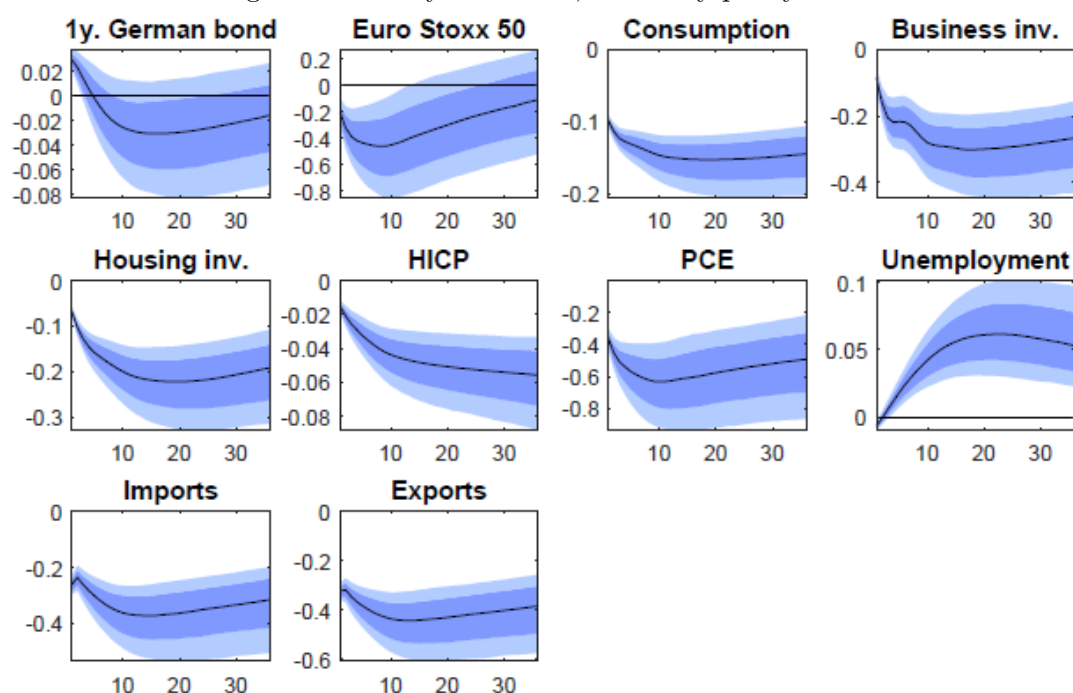 1y. German bond
0.02
0
-0.02
-0.04
-0.06
-0.08
10 20 30
Euro Stoxx 50
0.2
0
-0.2
-0.4
-0.6
-0.8
10 20 30
Consumption
0
-0.1
-0.2
10 20 30
Business inv.
0
-0.2
-0.4
10 20 30
Housing inv.
0
-0.1
-0.2
-0.3
10 20 30
HICP
0
-0.02
-0.04
-0.06
-0.08
10 20 30
PCE
-0.2
-0.4
-0.6
-0.8
10 20 30
Unemployment
0.1
0.05
0
10 20 30
Imports
0
-0.2
-0.4
10 20 30
Exports
0
-0.2
-0.4
-0.6
10 20 30